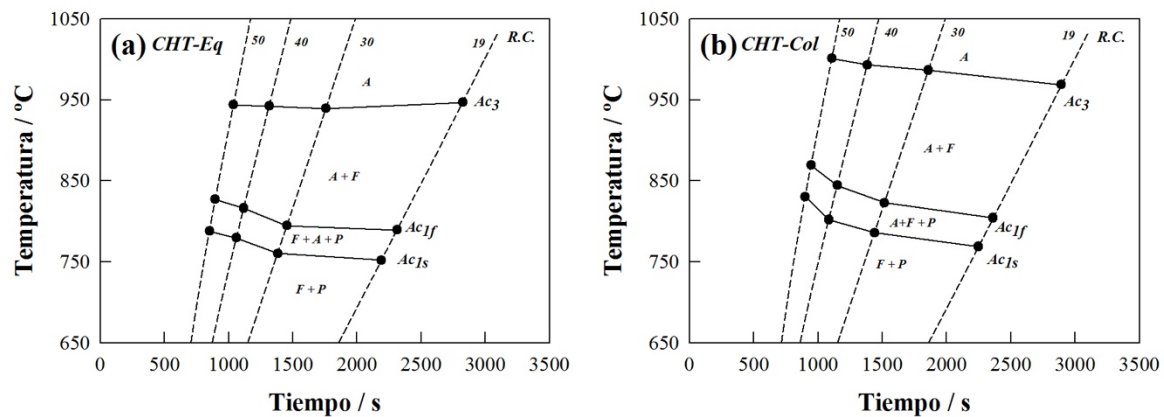 (a) CHT-Eq
50 40 30 19 R.C.
A
Ac3
A + F
Ac1f
F + A + P
Ac1s
F + P
1050
950
850
750
650
Temperatura / ºC
0 500 1000 1500 2000 2500 3000 3500
Tiempo / s
(b) CHT-Col
50 40 30 19 R.C.
A
Ac3
A + F
Ac1f
A+F + P
Ac1s
F + P
1050
950
850
750
650
Temperatura / ºC
0 500 1000 1500 2000 2500 3000 3500
Tiempo / s